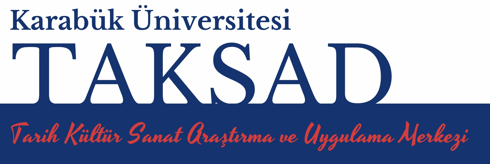 Karabük Üniversitesi
TAKSAD
Tarih Kültür Sanat Araştırma ve Uygulama Merkezi